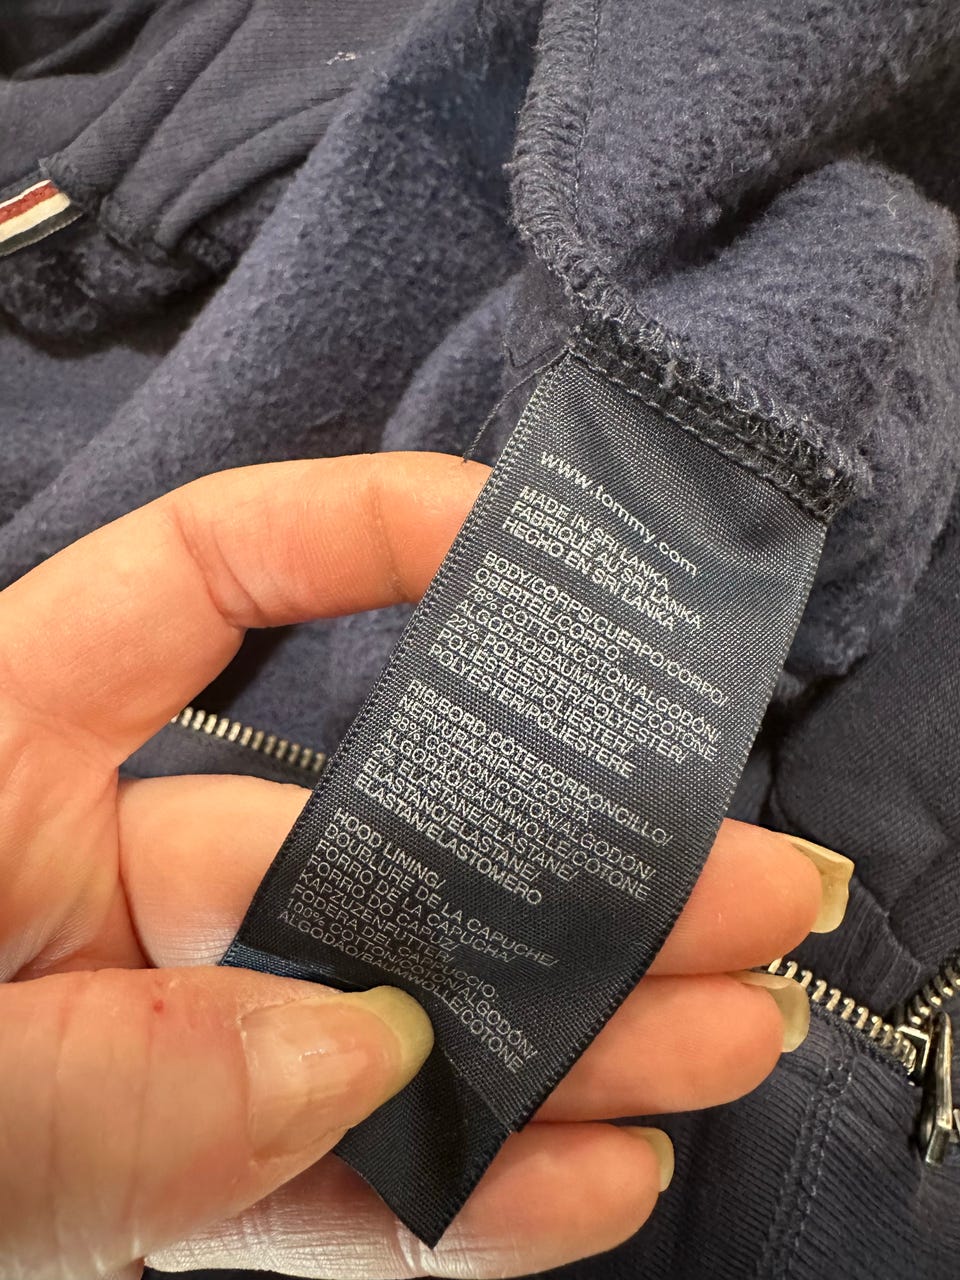 www.tommy.com
MADE IN SRI LANKA
FABRIQUE AU SRI LANKA
HECHO EN SRI LANKA
BODY/CORPS/CUERPO/CORPO/
OBERTEIL/CORPO
78% COTTON/COTON/ALGODÓN/
ALGODÃO/BAUMWOLLE/COTONE
22% POLYESTER/POLYESTER/
POLIÉSTER/POLIÉSTER/
POLYESTER/POLIESTERE
RIB/BORD CÔTE/CORDONCILLO/
NERVURA/RIPPE/COSTA
98% COTTON/COTON/ALGODÓN/
ALGODÃO/BAUMWOLLE/COTONE
2% ELASTANE/ELASTANE/
ELASTANO/ELASTANO/
ELASTAN/ELASTOMERO
HOOD LINING/
DOUBLURE DE LA CAPUCHE/
FORRO DE LA CAPUCHA/
FORRO DO CAPUZ/
KAPZUZENFUTTER/
FODERA DEL CAPPUCCIO
100% COTTON/COTON/ALGODÓN/
ALGODÃO/BAUMWOLLE/COTONE